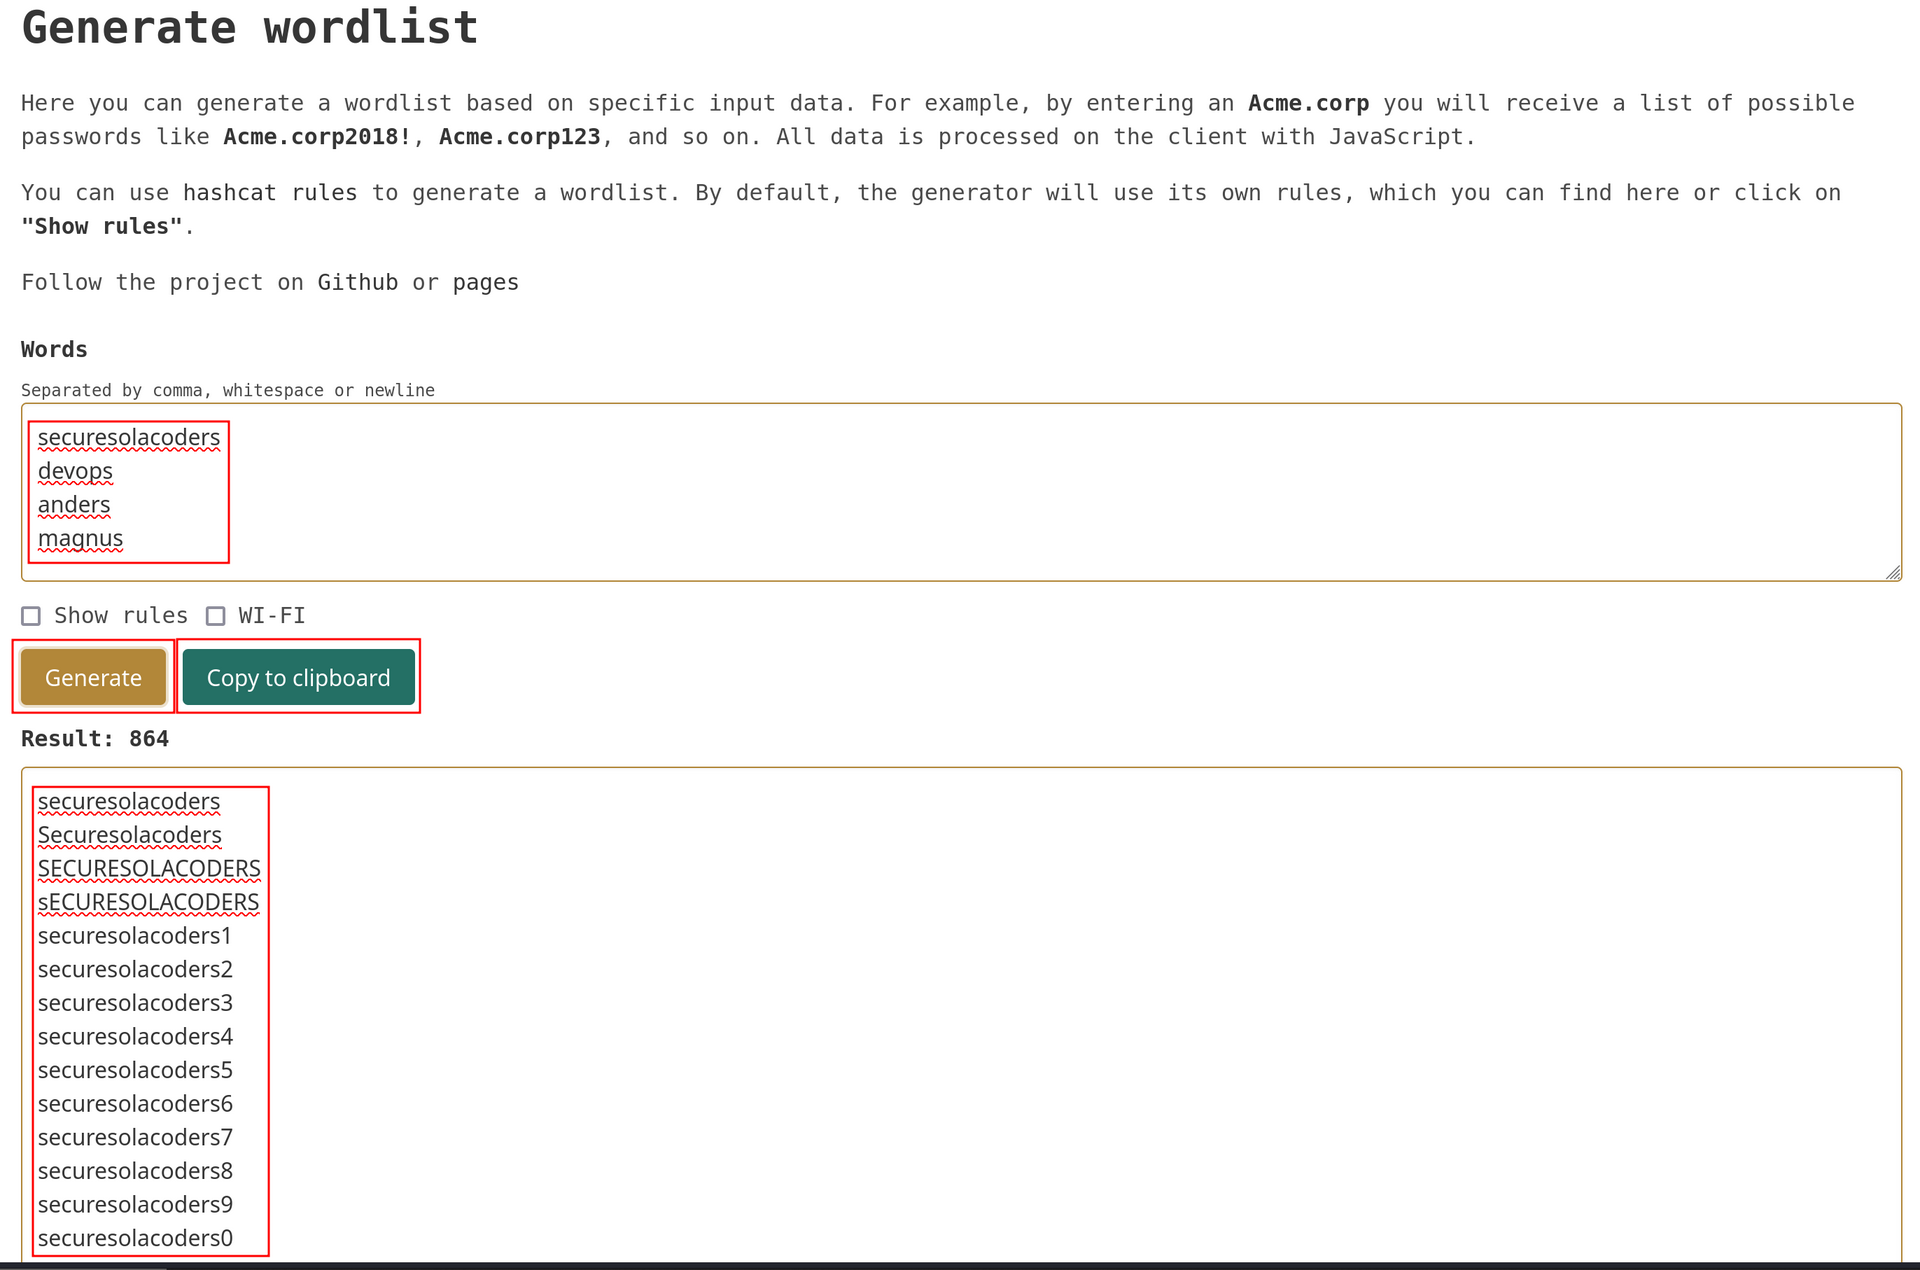 Generate wordlist
Here you can generate a wordlist based on specific input data. For example, by entering an Acme.corp you will receive a list of possible
passwords like Acme.corp2018!, Acme.corp123, and so on. All data is processed on the client with JavaScript.
You can use hashcat rules to generate a wordlist. By default, the generator will use its own rules, which you can find here or click on
"Show rules".
Follow the project on Github or pages
Words
Separated by comma, whitespace or newline
securesolacoders
devops
anders
magnus
Show rules WI-FI
Generate Copy to clipboard
Result: 864
securesolacoders
Securesolacoders
SECURESOLACODERS
sECURESOLACODERS
securesolacoders1
securesolacoders2
securesolacoders3
securesolacoders4
securesolacoders5
securesolacoders6
securesolacoders7
securesolacoders8
securesolacoders9
securesolacoders0